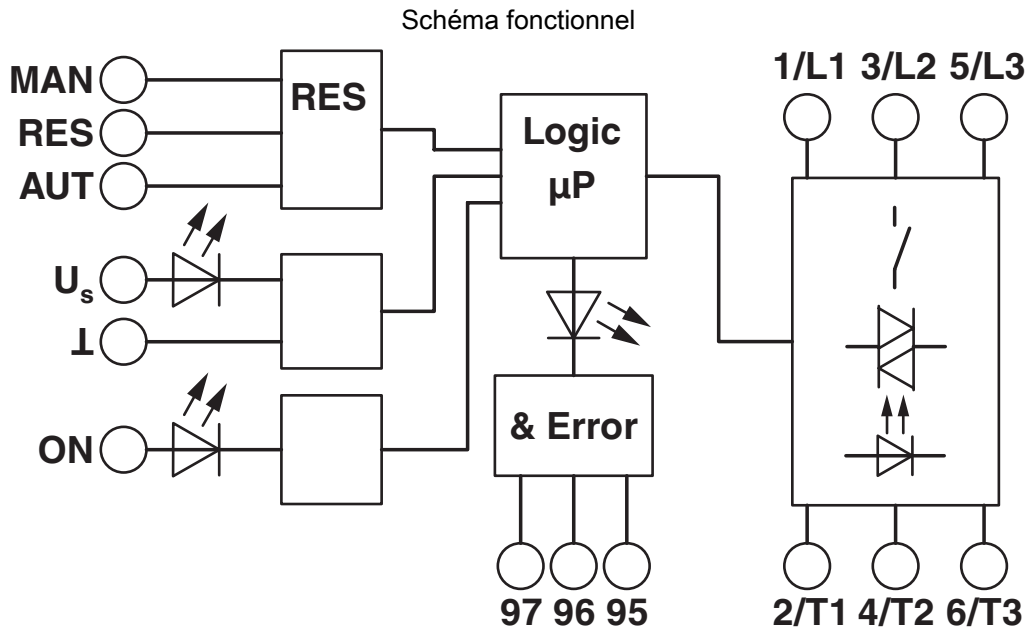 Schéma fonctionnel
MAN
RES
AUT
Us
⊥
ON
RES
Logic
µP
& Error
97 96 95
1/L1 3/L2 5/L3
2/T1 4/T2 6/T3